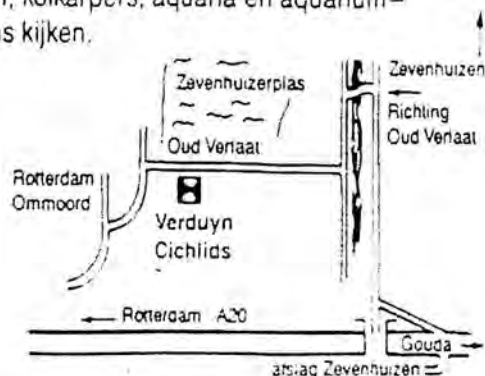 , kolkarpers, aquaria en aquarium–
s kijken.
Zevenhuizerplas
Zevenhuizen
Richting
Oud Verlaat
Oud Verlaat
Rotterdam
Ommoord
Verduyn
Cichlids
Rotterdam A20
Gouda
afslag Zevenhuizen